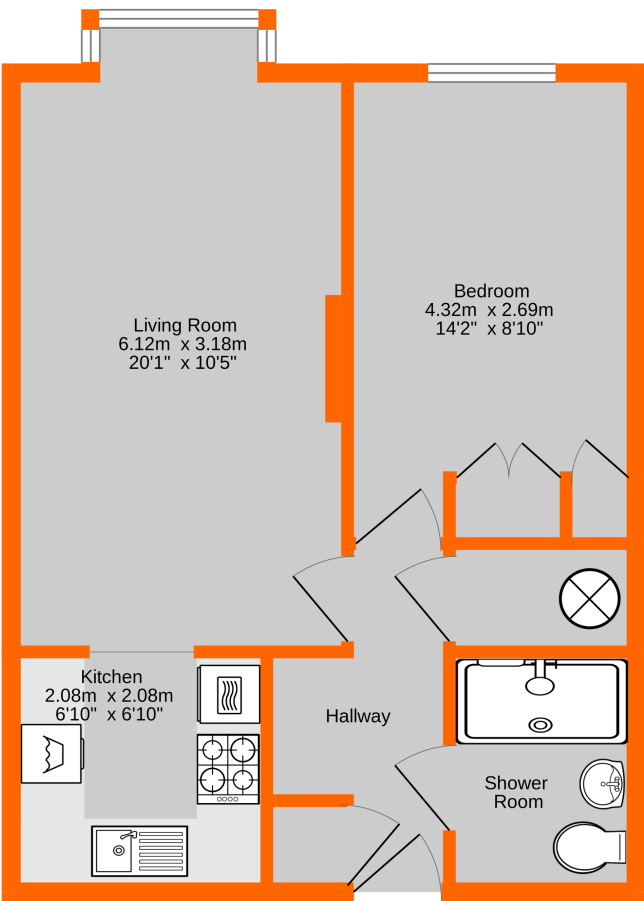 Bedroom
4.32m  x 2.69m
14'2"  x 8'10"
Living Room
6.12m  x 3.18m
20'1"  x 10'5"
Kitchen
2.08m  x 2.08m
6'10"  x 6'10"
Hallway
Shower
Room